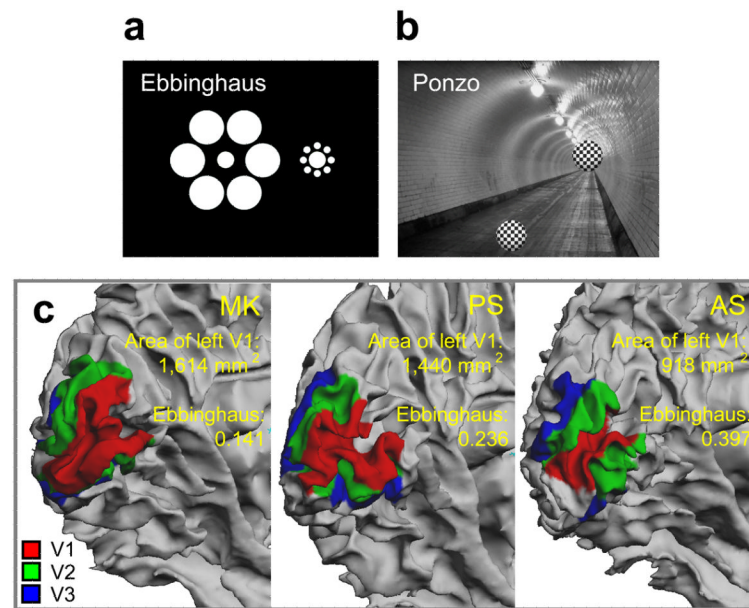 a
b
Ebbinghaus
Ponzo
c
MK
Area of left V1:
1,614 mm²
Ebbinghaus:
0.141
PS
Area of left V1:
1,440 mm²
Ebbinghaus:
0.236
AS
Area of left V1:
918 mm²
Ebbinghaus:
0.397
V1
V2
V3